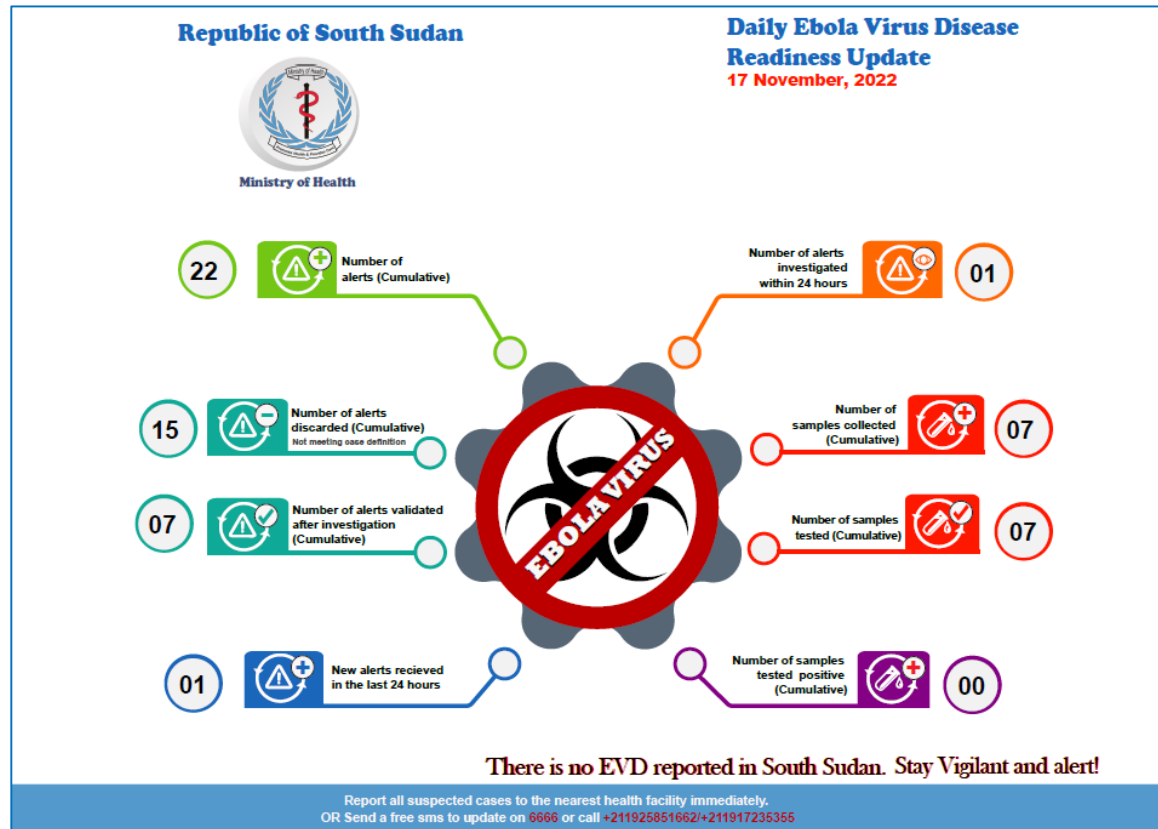 Republic of South Sudan
Ministry of Health
Ministry of Health
Daily Ebola Virus Disease
Readiness Update
17 November, 2022
22
Number of
alerts (Cumulative)
Number of alerts
investigated
within 24 hours
01
15
Number of alerts
discarded (Cumulative)
Not meeting case definition
Number of
samples collected
(Cumulative)
07
07
Number of alerts validated
after investigation
(Cumulative)
Number of samples
tested (Cumulative)
07
EBOLA VIRUS
01
New alerts recieved
in the last 24 hours
Number of samples
tested positive
(Cumulative)
00
There is no EVD reported in South Sudan. Stay Vigilant and alert!
Report all suspected cases to the nearest health facility immediately.
OR Send a free sms to update on 6666 or call +211925851662/+211917235355